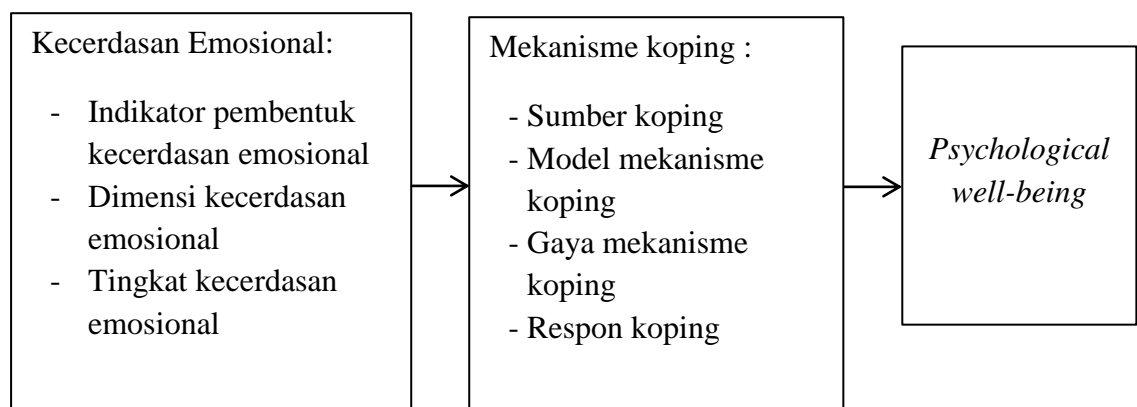 Kecerdasan Emosional:
- Indikator pembentuk
kecerdasan emosional
- Dimensi kecerdasan
emosional
- Tingkat kecerdasan
emosional
Mekanisme koping :
- Sumber koping
- Model mekanisme
koping
- Gaya mekanisme
koping
- Respon koping
Psychological
well-being